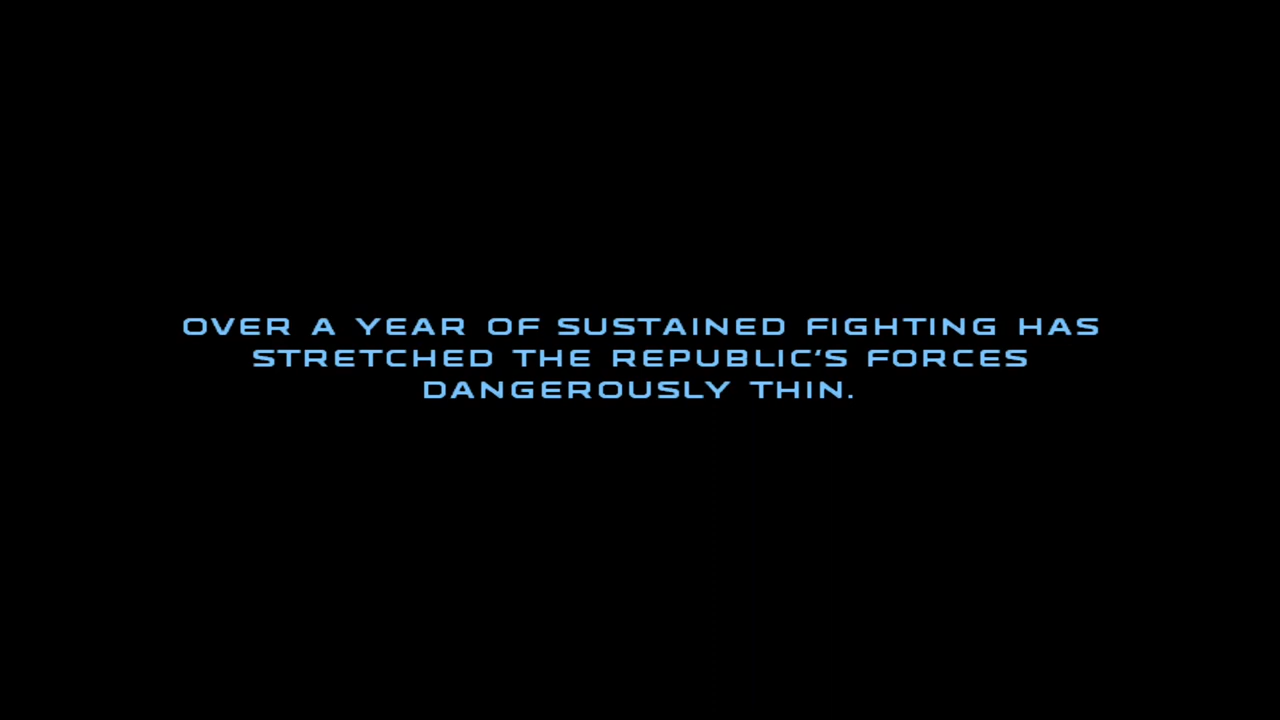 OVER A YEAR OF SUSTAINED FIGHTING HAS
STRETCHED THE REPUBLIC'S FORCES
DANGEROUSLY THIN.